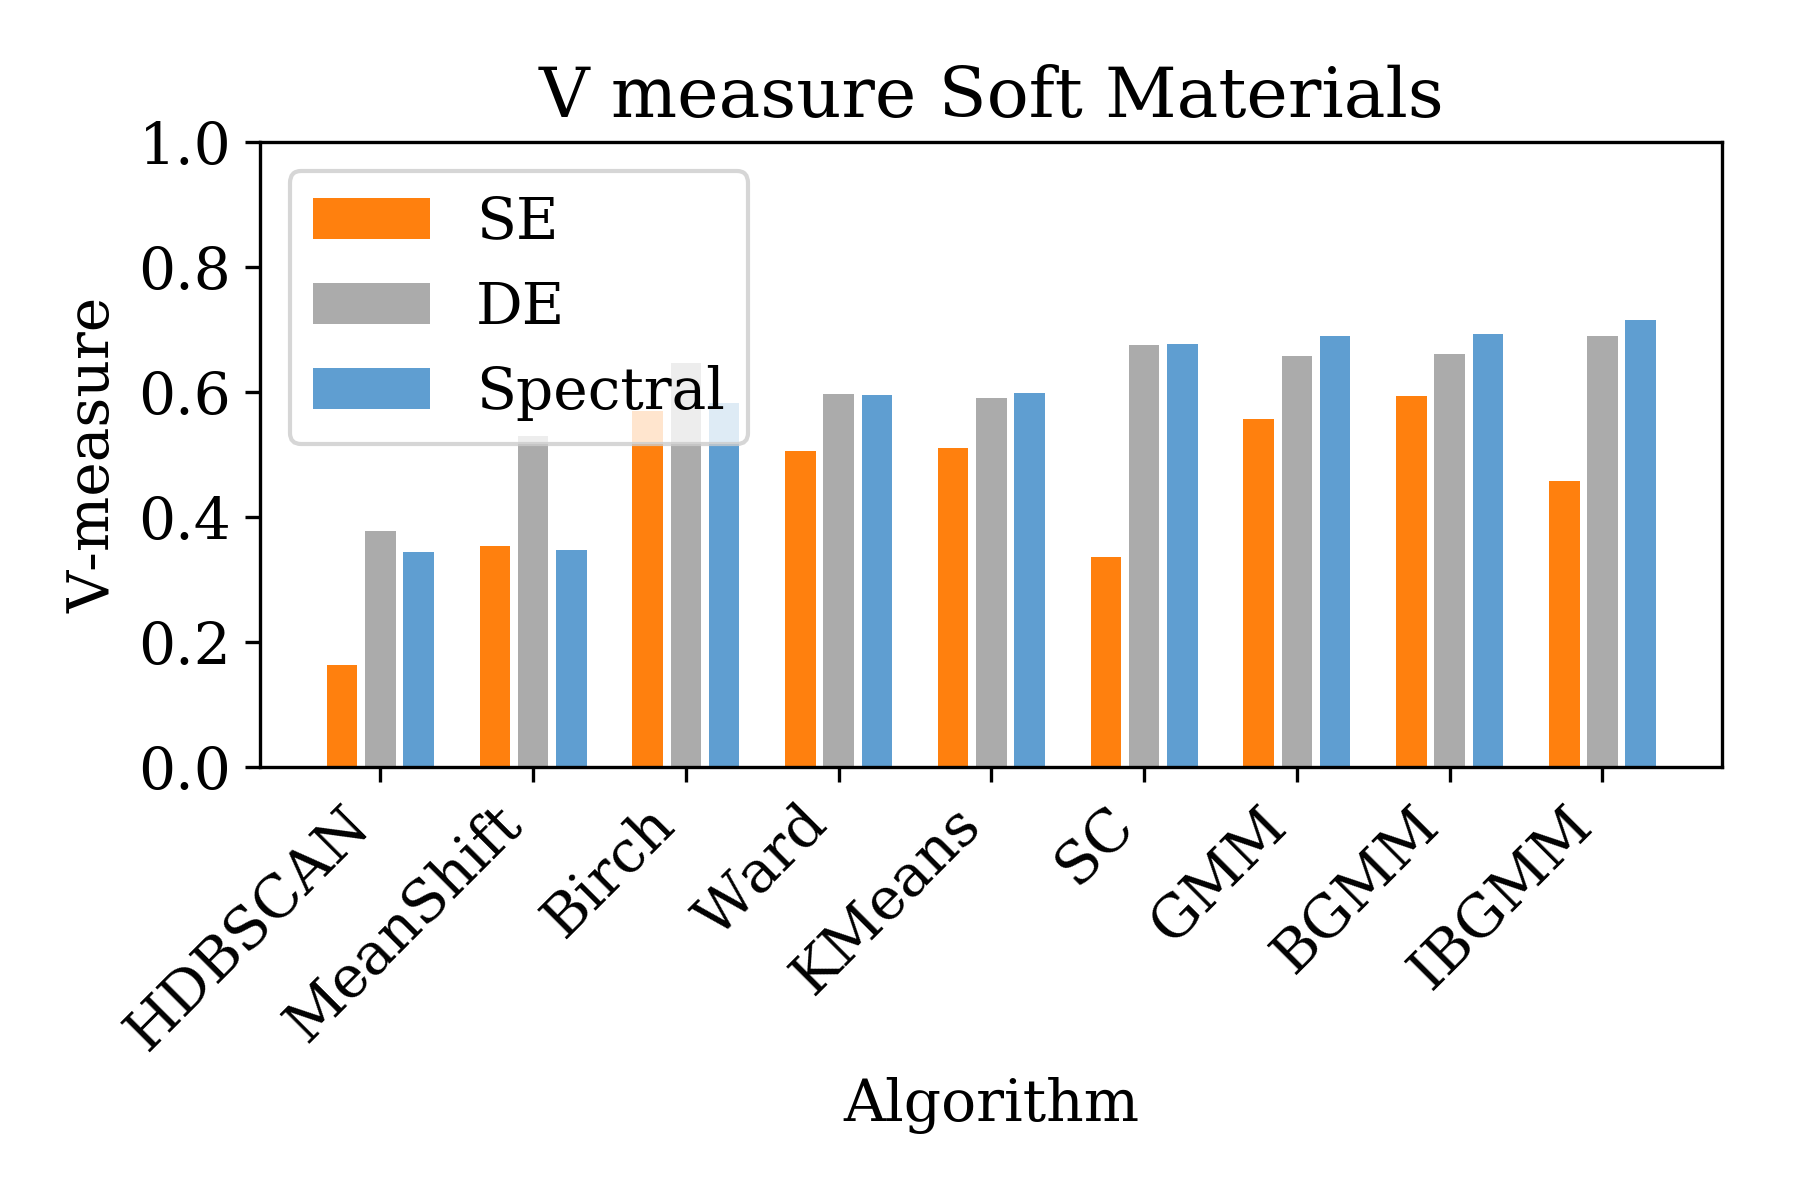 V measure Soft Materials
1.0
0.8
0.6
0.4
0.2
0.0
V-measure
SE
DE
Spectral
HDBSCAN
MeanShift
Birch
Ward
KMeans
SC
GMM
BGMM
IBGMM
Algorithm